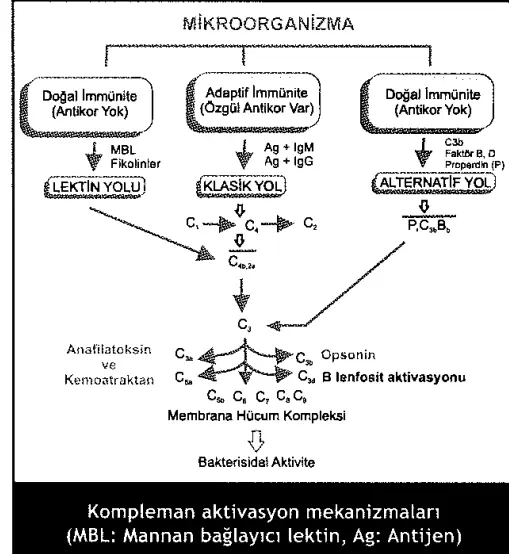 MİKROORGANİZMA
Doğal İmmünite
(Antikor Yok)
Adaptif İmmünite
(Özgül Antikor Var)
Doğal İmmünite
(Antikor Yok)
MBL
Fikolinler
Ag + IgM
Ag + IgG
C3b
Faktör B, D
Properdin (P)
LEKTİN YOLU
KLASİK YOL
ALTERNATİF YOL
C₁ C₄ C₂
P,C₃bBb
C4b,2a
C₃
Anafilatoksin
ve
Kemoatraktan
C3a
C5a
C3b Opsonin
C3d B lenfosit aktivasyonu
C5b C₆ C₇ C₈ C₉
Membrana Hücum Kompleksi
Bakterisidal Aktivite
Kompleman aktivasyon mekanizmaları
(MBL: Mannan bağlayıcı lektin, Ag: Antijen)